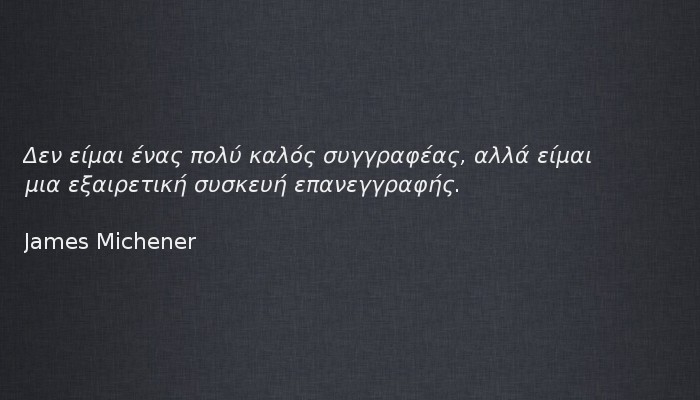 Δεν είμαι ένας πολύ καλός συγγραφέας, αλλά είμαι
μια εξαιρετική συσκευή επανεγγραφής.
James Michener